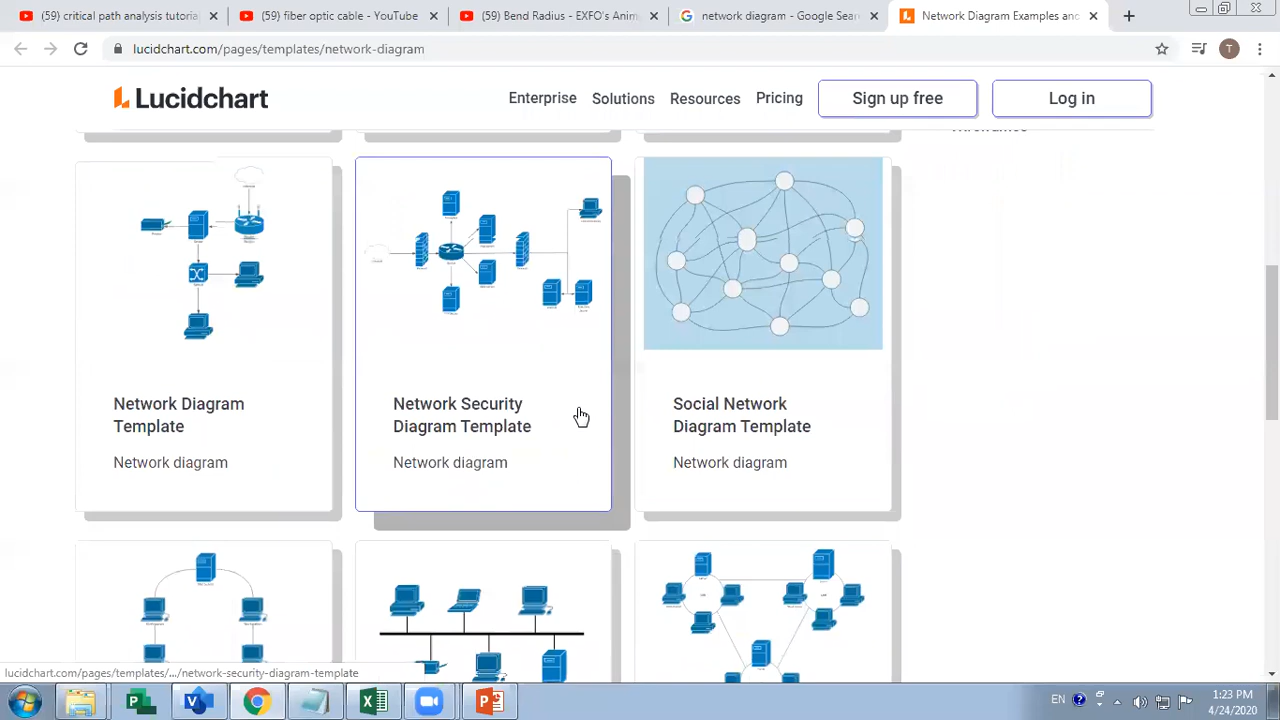 (59) critical path analysis tutoria
(59) fiber optic cable - YouTube
(59) Bend Radius - EXFO's Anim
network diagram - Google Sear
Network Diagram Examples and
lucidchart.com/pages/templates/network-diagram
T
Lucidchart
Enterprise
Solutions
Resources
Pricing
Sign up free
Log in
Network Diagram
Template
Network diagram
Network Security
Diagram Template
Network diagram
Social Network
Diagram Template
Network diagram
lucidchart.com/pages/templates/.../network-security-diagram-template
EN
1:23 PM
4/24/2020